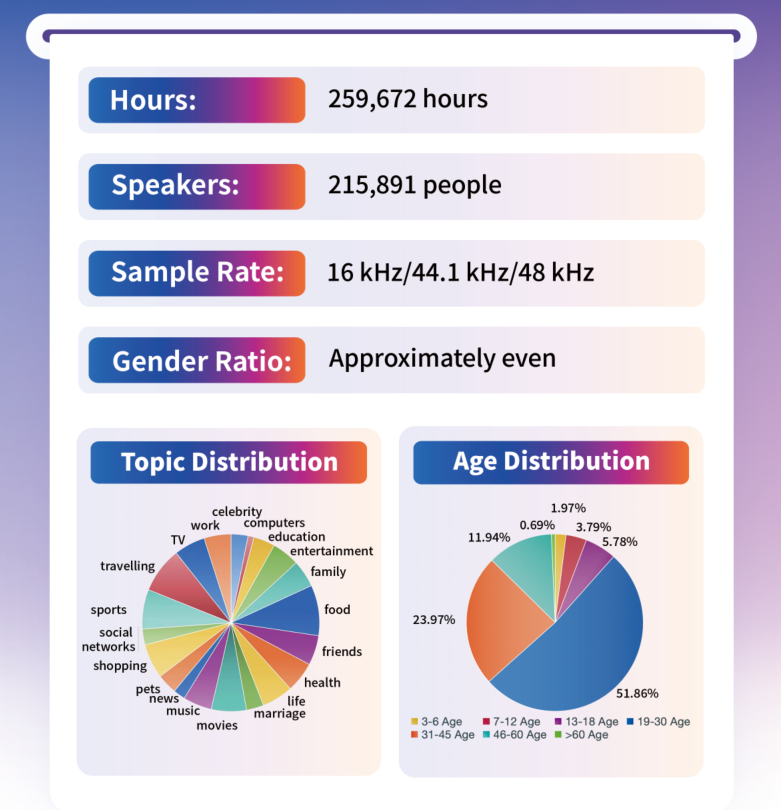 Hours:
259,672 hours
Speakers:
215,891 people
Sample Rate:
16 kHz/44.1 kHz/48 kHz
Gender Ratio:
Approximately even
Topic Distribution
celebrity
computers
education
entertainment
family
food
friends
health
life
marriage
movies
music
news
pets
shopping
social
networks
sports
travelling
TV
work
Age Distribution
1.97%
3.79%
5.78%
51.86%
23.97%
11.94%
0.69%
3-6 Age
7-12 Age
13-18 Age
19-30 Age
31-45 Age
46-60 Age
>60 Age